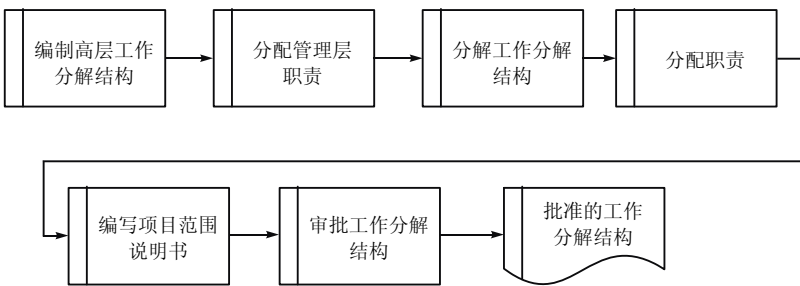 编制高层工作
分解结构
分配管理层
职责
分解工作分解
结构
分配职责
编写项目范围
说明书
审批工作分解
结构
批准的工作
分解结构